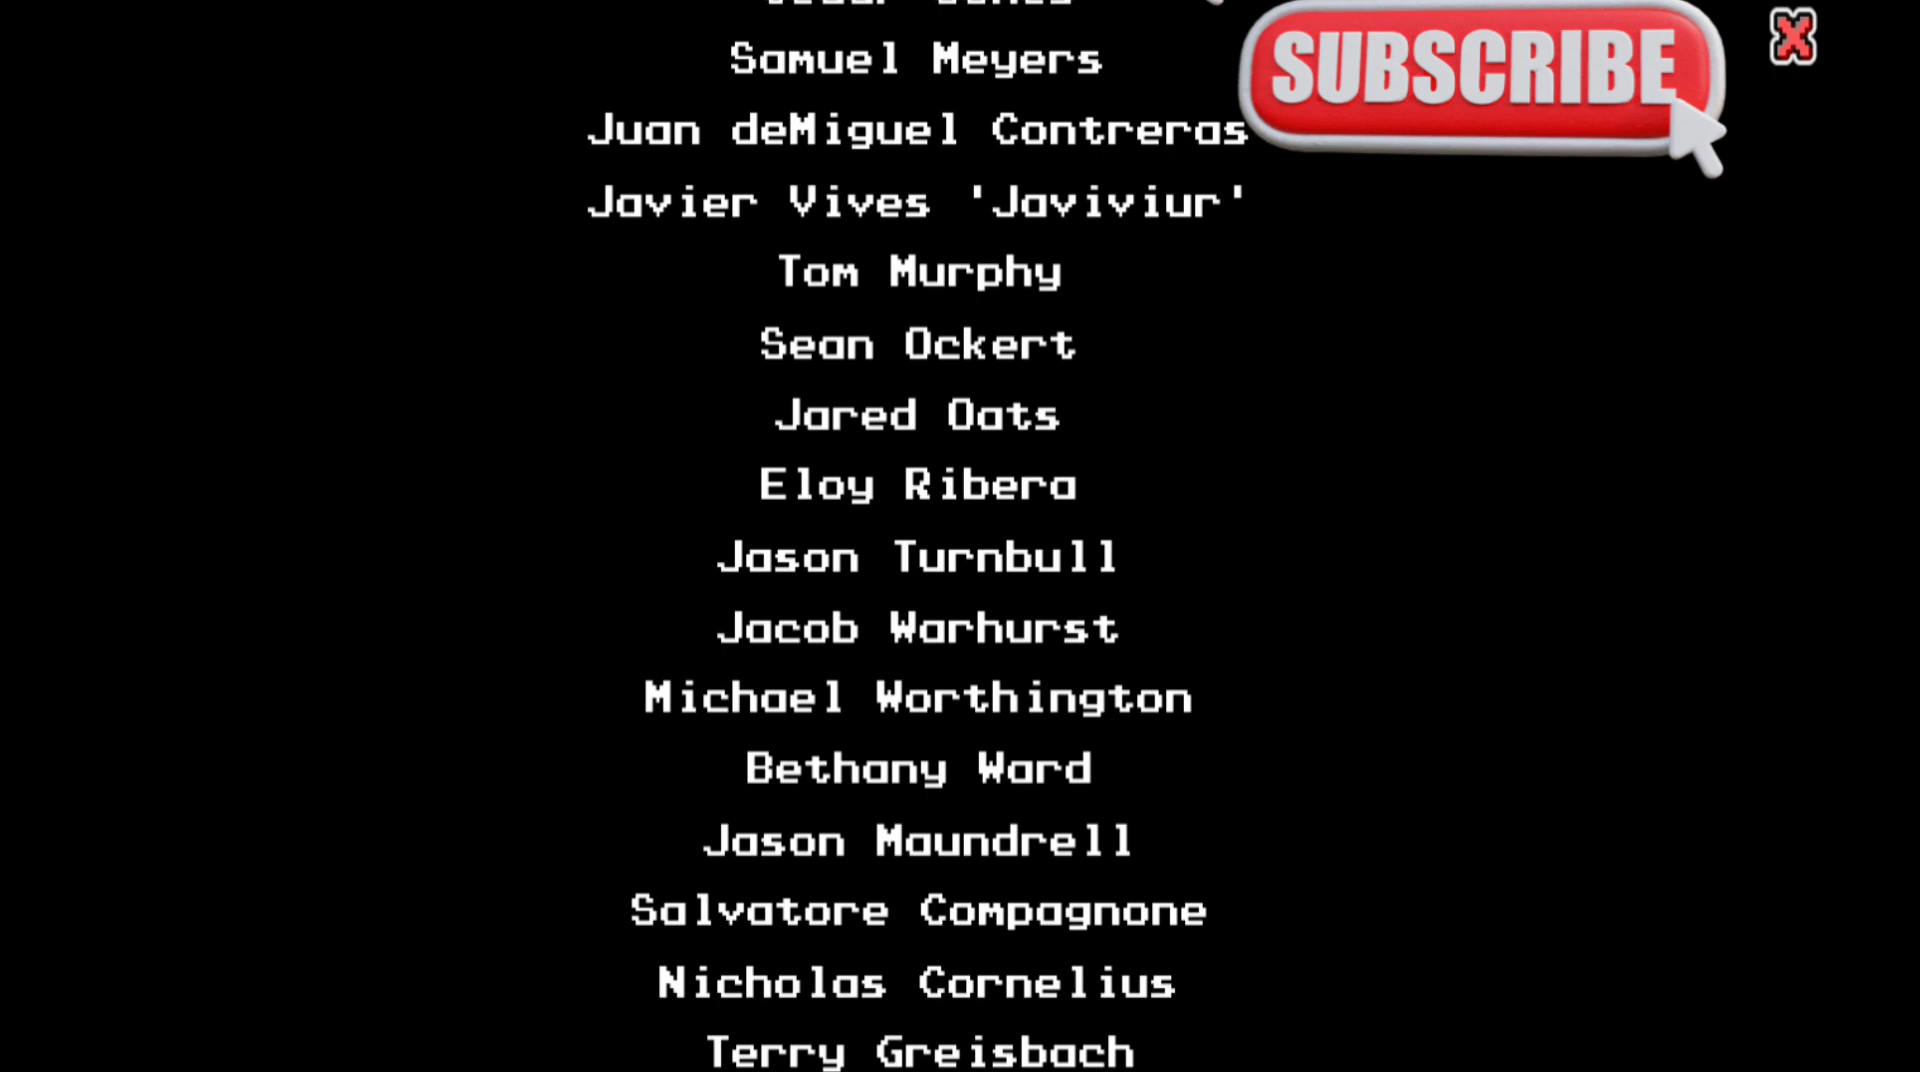 Samuel Meyers
SUBSCRIBE
Juan deMiguel Contreras
Javier Vives 'Javiviur'
Tom Murphy
Sean Ockert
Jared Oats
Eloy Ribera
Jason Turnbull
Jacob Warhurst
Michael Worthington
Bethany Ward
Jason Maundrell
Salvatore Compagnone
Nicholas Cornelius
Terry Greisbach